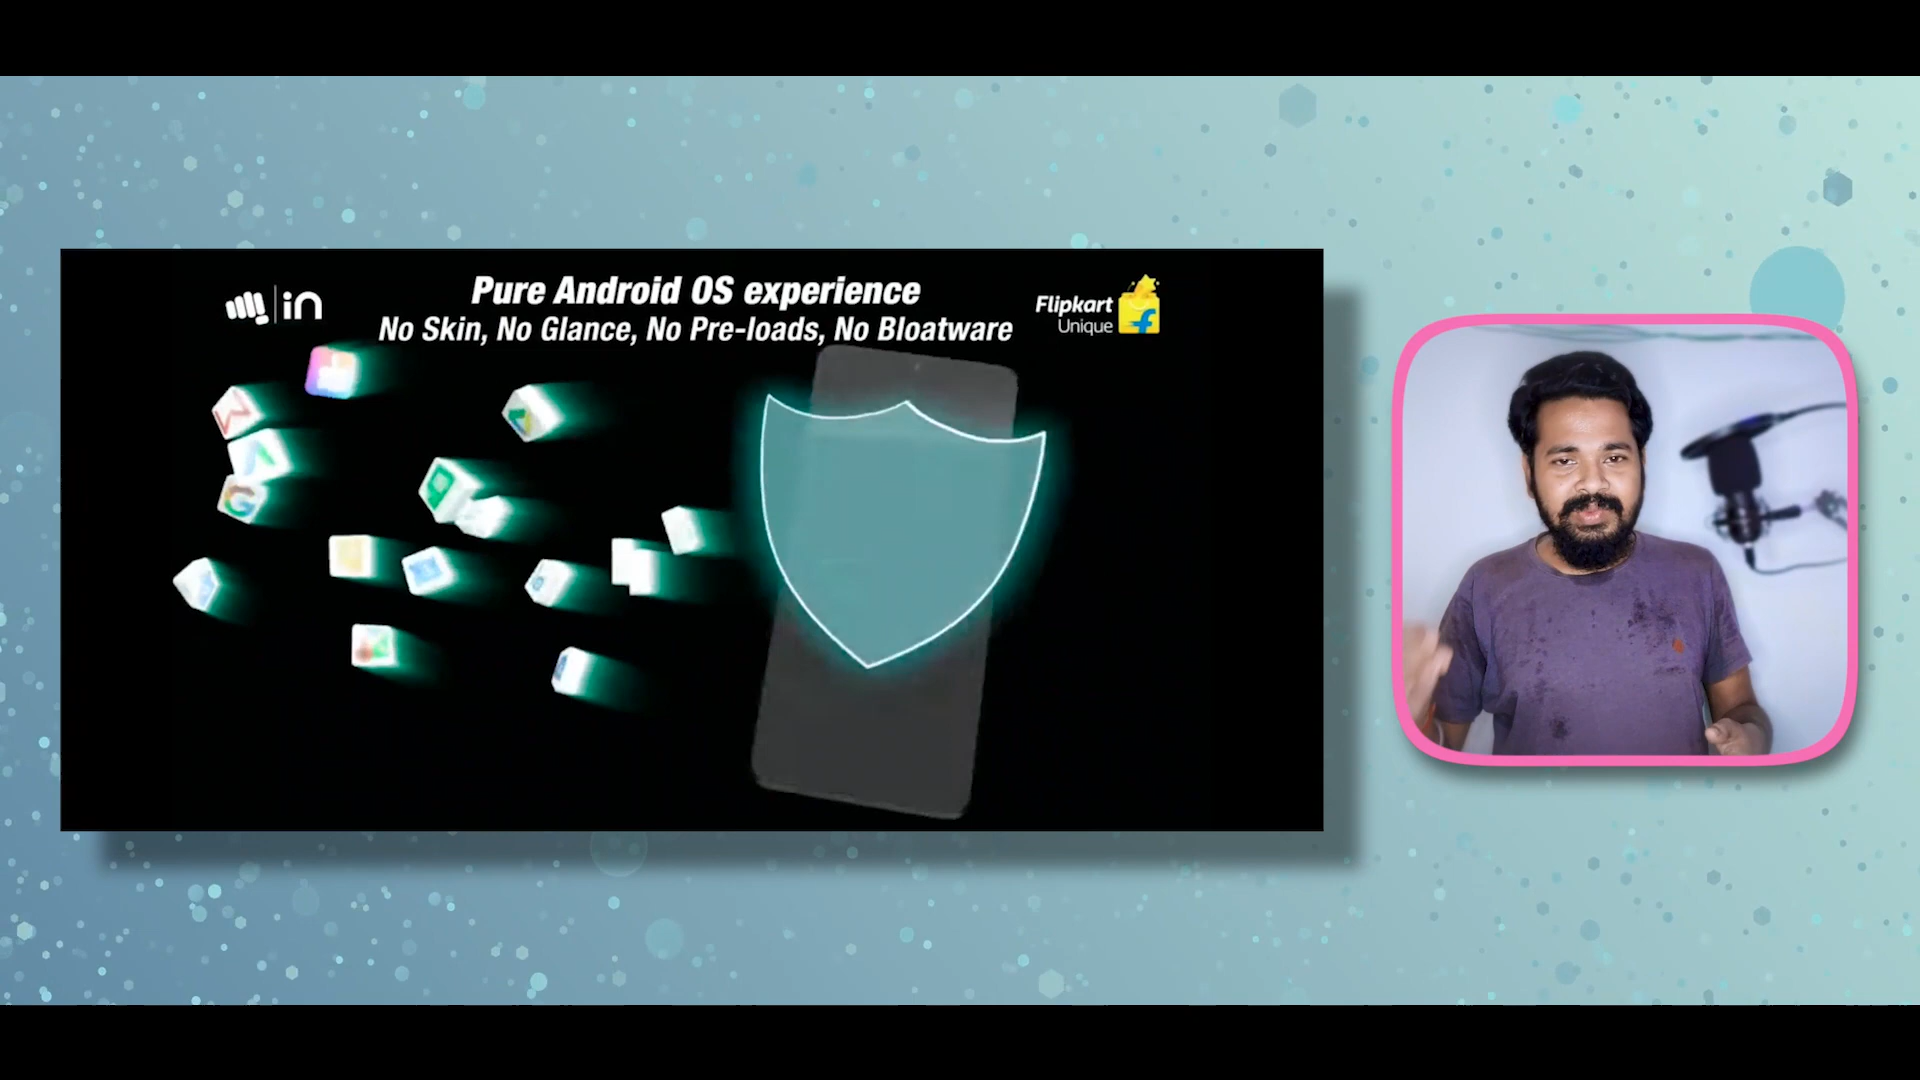 in
Pure Android OS experience
No Skin, No Glance, No Pre-loads, No Bloatware
Flipkart
Unique